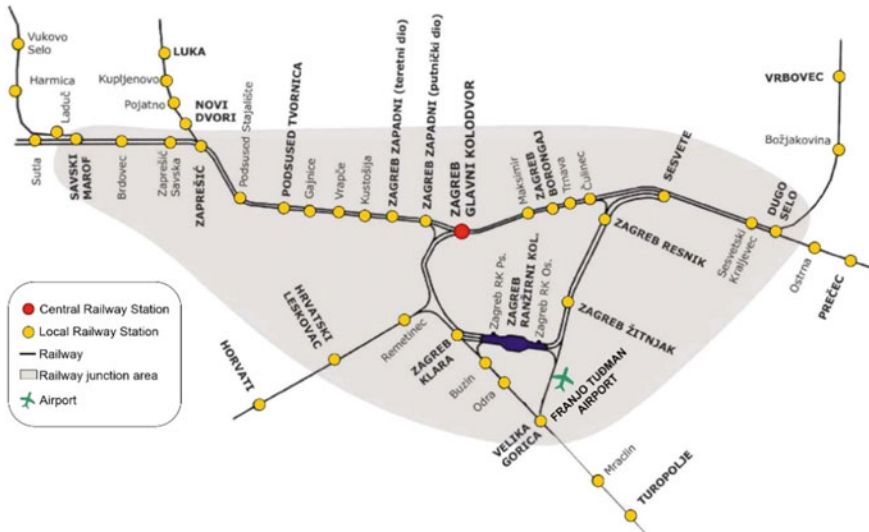 Vukovo
Selo
Harmica
Laduč
Sutla
SAVSKI
MAROF
Brdovec
Zaprešić
Savska
LUKA
Kupljenovo
Pojatno
NOVI
DVORI
ZAPREŠIĆ
Podsused Stajalište
PODSUSED TVORNICA
Gajnice
Vrapče
Kustošija
ZAGREB ZAPADNI (teretni dio)
ZAGREB ZAPADNI (putnički dio)
ZAGREB
GLAVNI KOLODVOR
Maksimir
ZAGREB
BORONGAJ
Trnava
Čulinec
SESVETE
VRBOVEC
Božjakovina
DUGO
SELO
Sesvetski
Kraljevec
Ostrna
PREČEC
ZAGREB RESNIK
ZAGREB ŽITNJAK
Zagreb RK Ps.
ZAGREB
RANŽIRNI KOL.
Zagreb RK Os.
HRVATSKI
LESKOVAC
Remetinec
HORVATI
ZAGREB
KLARA
Buzin
Odra
VELIKA
GORICA
FRANJO TUĐMAN
AIRPORT
Mraclin
TUROPOLJE
Central Railway Station
Local Railway Station
Railway
Railway junction area
Airport